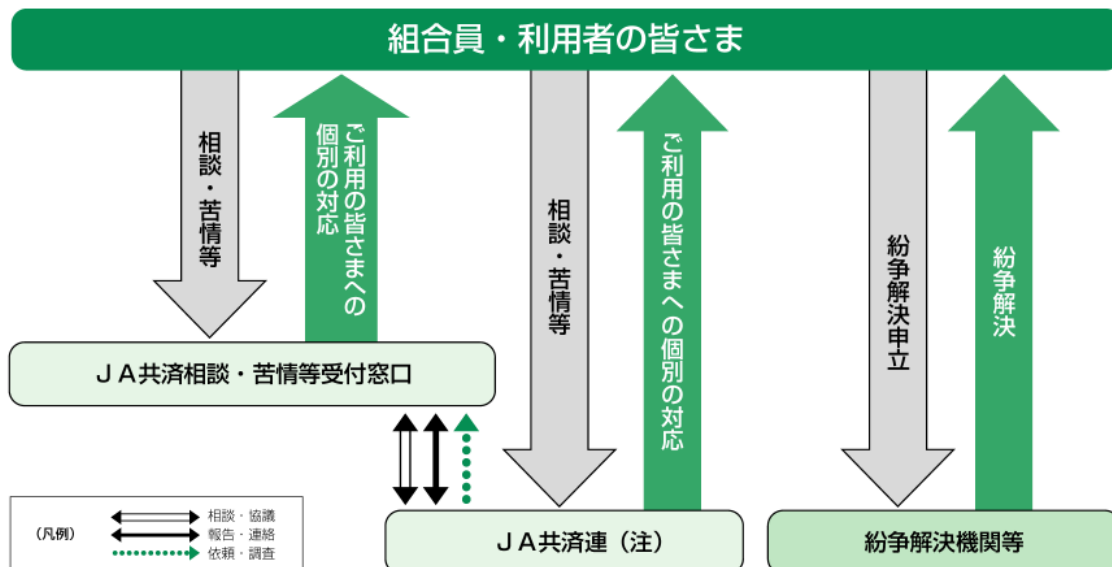 組合員・利用者の皆さま
相談・苦情等
ご利用の皆さまへの
個別の対応
相談・苦情等
ご利用の皆さまへの個別の対応
紛争解決申立
紛争解決
ＪＡ共済相談・苦情等受付窓口
（凡例）
相談・協議
報告・連絡
依頼・調査
ＪＡ共済連（注）
紛争解決機関等